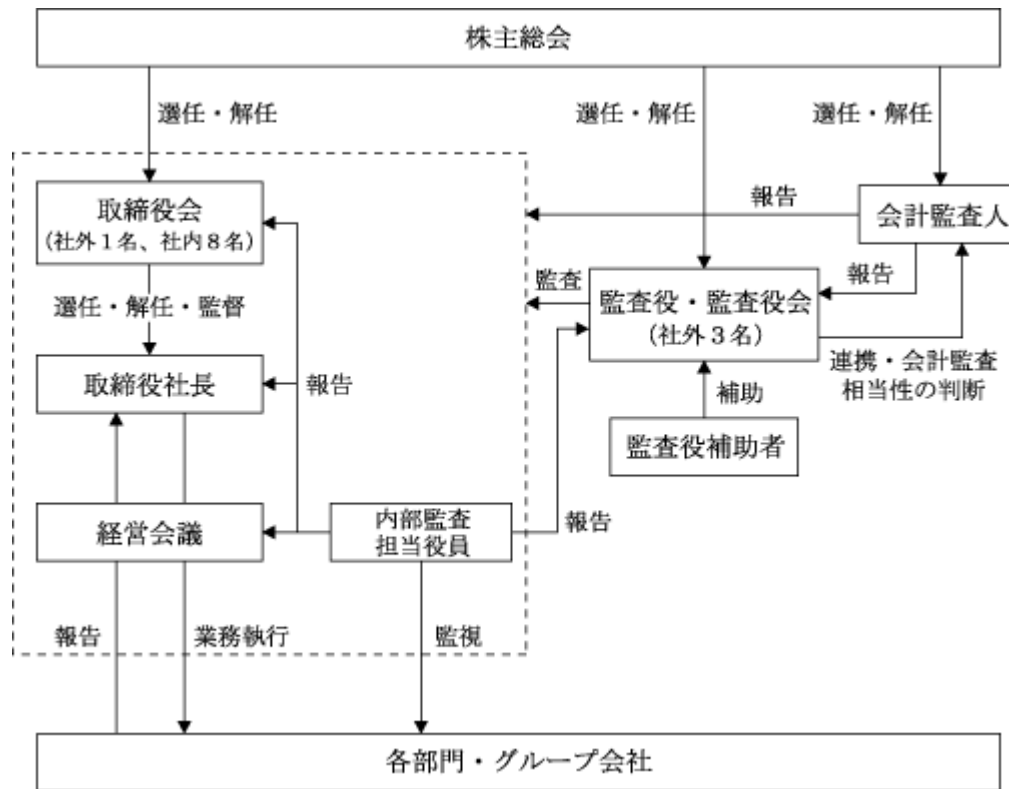 株主総会
選任・解任
選任・解任
選任・解任
取締役会
(社外1名、社内8名)
報告
会計監査人
監査
報告
監査役・監査役会
(社外3名)
選任・解任・監督
取締役社長
報告
連携・会計監査
相当性の判断
補助
監査役補助者
経営会議
内部監査
担当役員
報告
報告
業務執行
監視
各部門・グループ会社